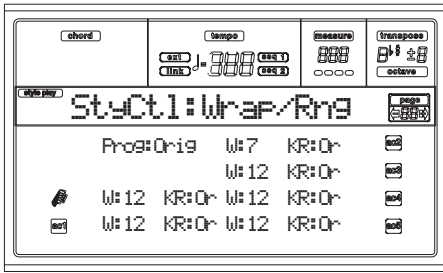 chord tempo measure transpose
ext ♩= seq 1
link seq 2
octave
style play StyCtl:Wrap/Rng page
Prog:Orig W:7 KR:Or acc2
W:12 KR:Or acc3
W:12 KR:Or W:12 KR:Or acc4
acc1 W:12 KR:Or W:12 KR:Or acc5